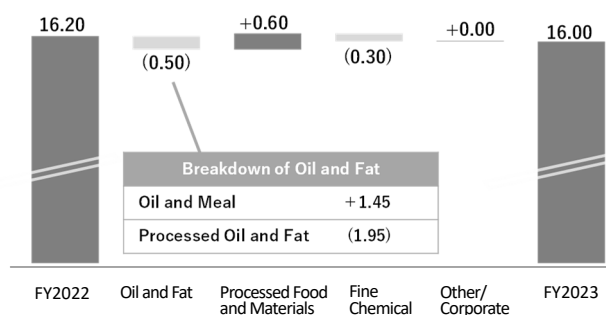 16.20
(0.50)
+0.60
(0.30)
+0.00
16.00
Breakdown of Oil and Fat
Oil and Meal +1.45
Processed Oil and Fat (1.95)
FY2022
Oil and Fat
Processed Food
and Materials
Fine
Chemical
Other/
Corporate
FY2023